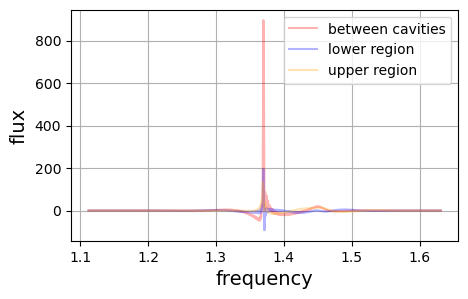 between cavities
lower region
upper region
800
600
400
200
0
flux
1.1 1.2 1.3 1.4 1.5 1.6
frequency